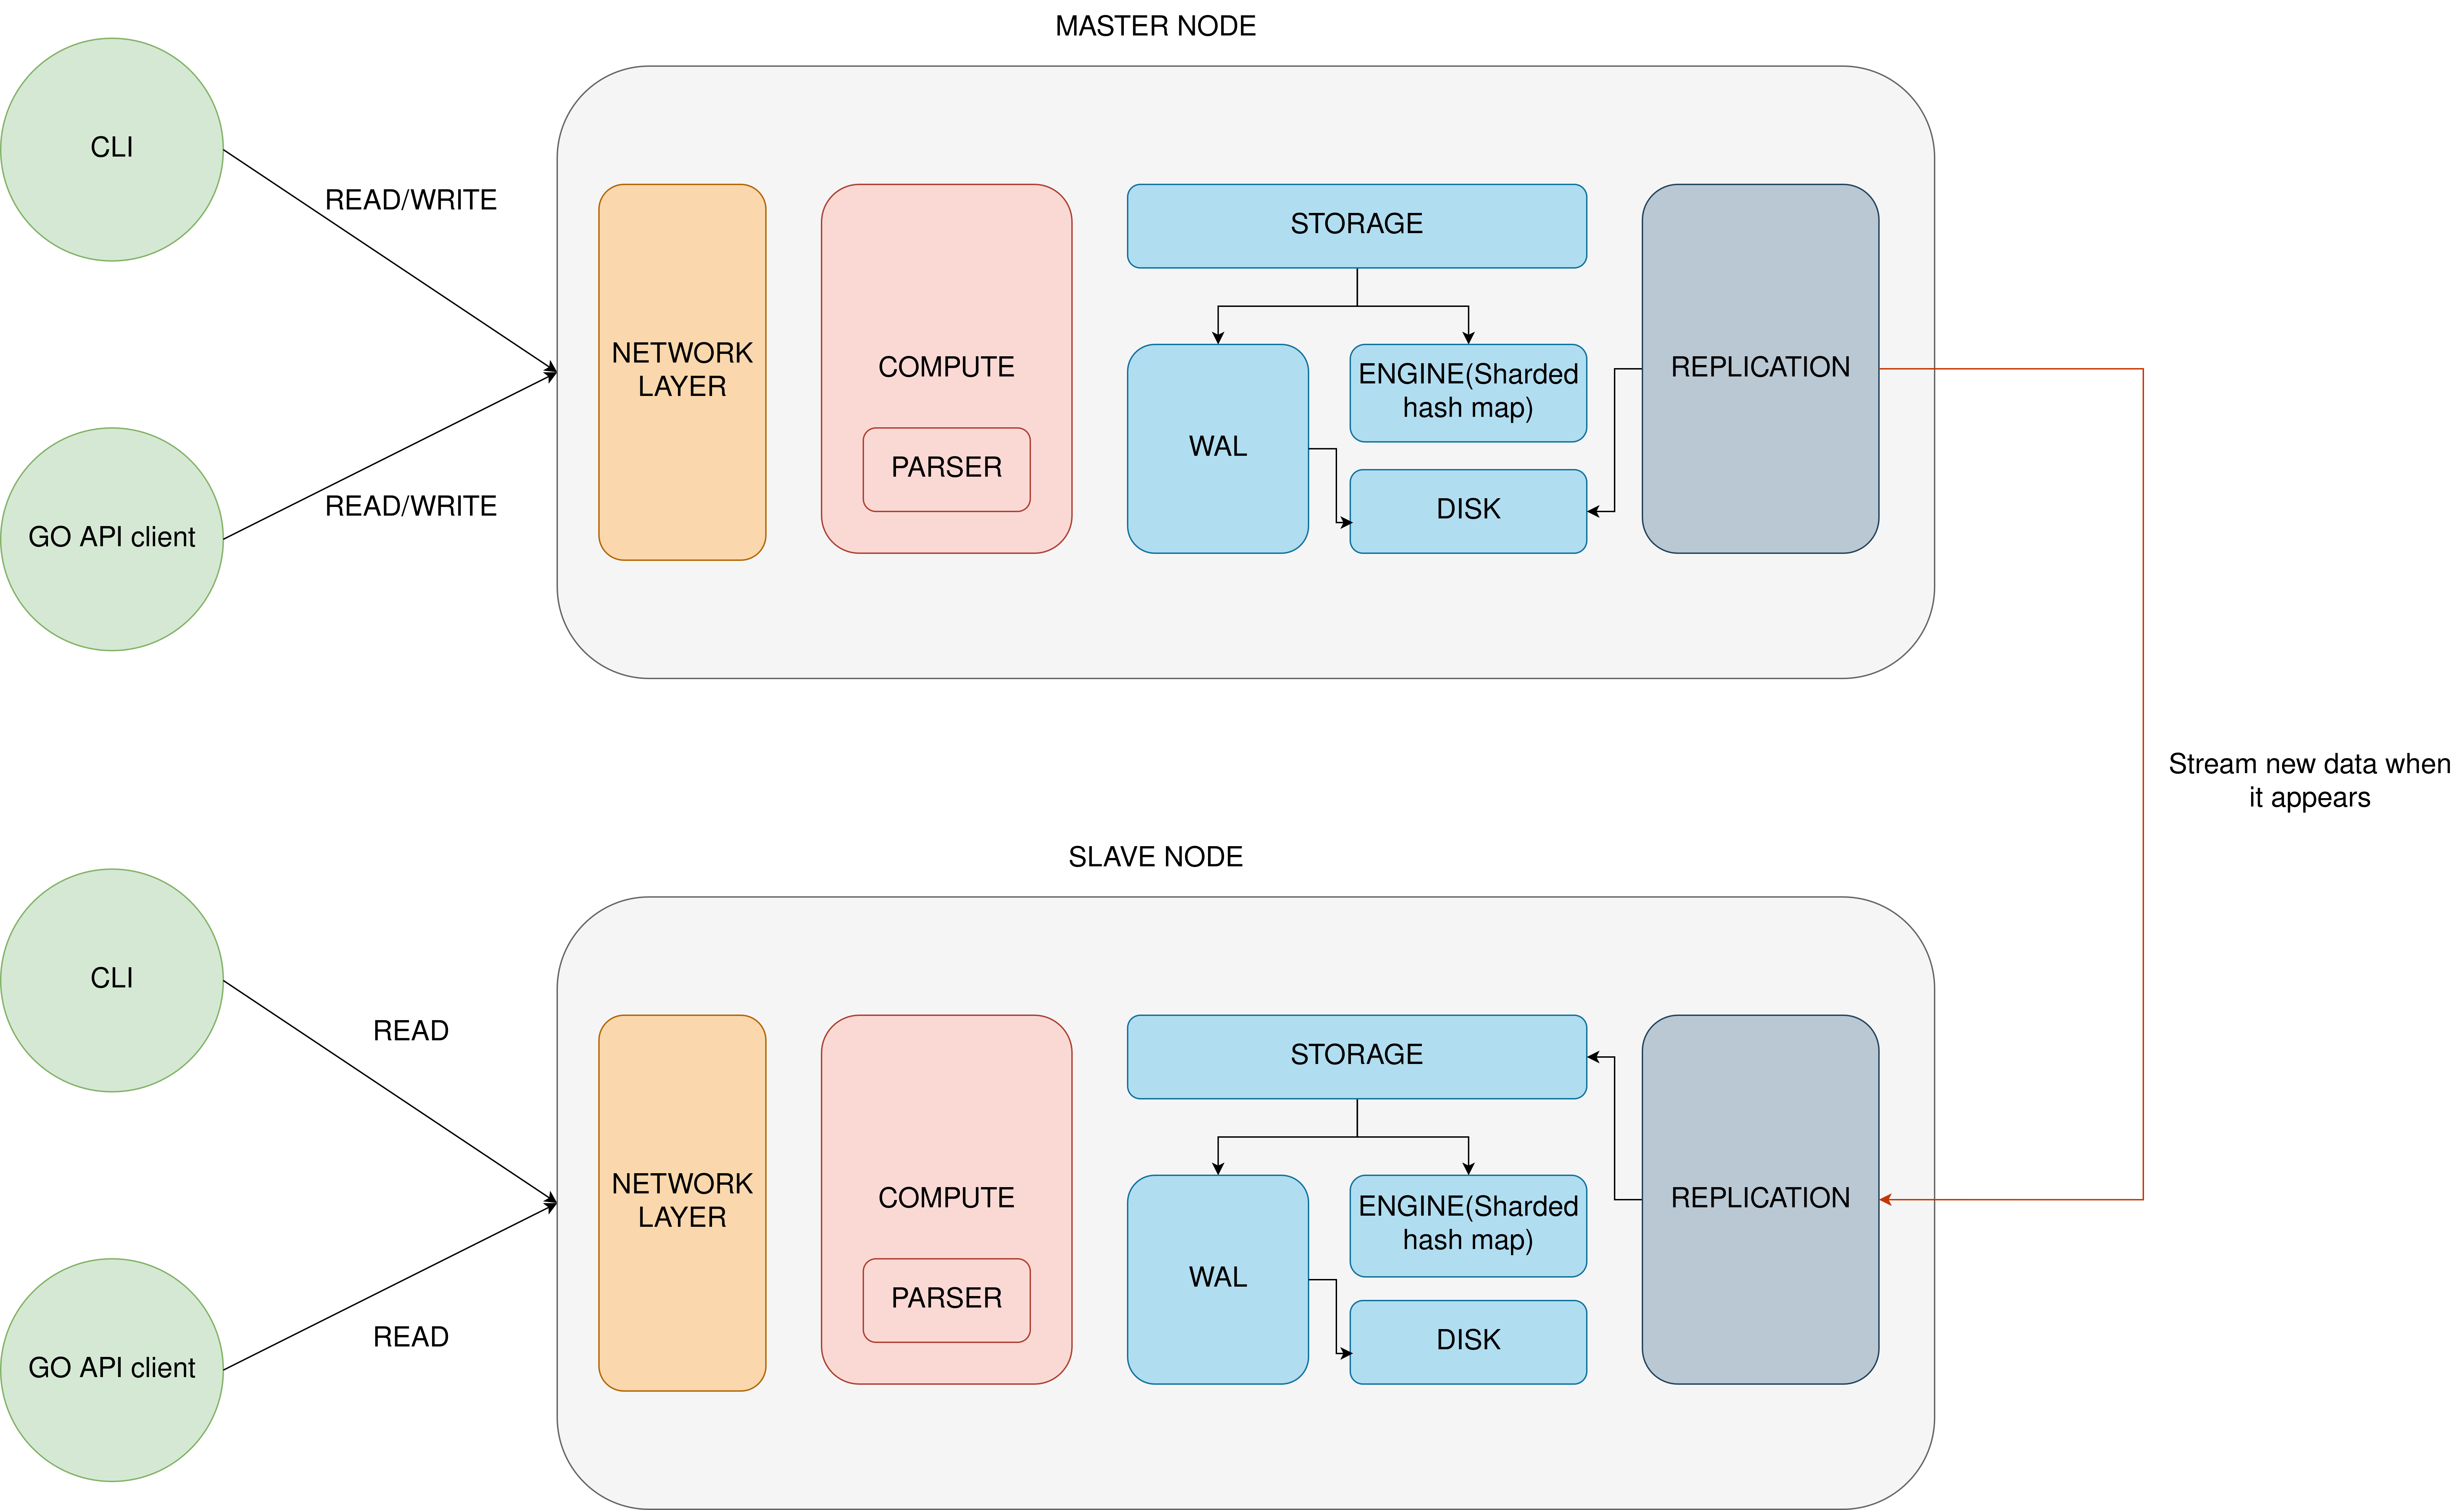 MASTER NODE
CLI
READ/WRITE
GO API client
READ/WRITE
NETWORK
LAYER
COMPUTE
PARSER
STORAGE
WAL
ENGINE(Sharded
hash map)
DISK
REPLICATION
Stream new data when
it appears
SLAVE NODE
CLI
READ
GO API client
READ
NETWORK
LAYER
COMPUTE
PARSER
STORAGE
WAL
ENGINE(Sharded
hash map)
DISK
REPLICATION